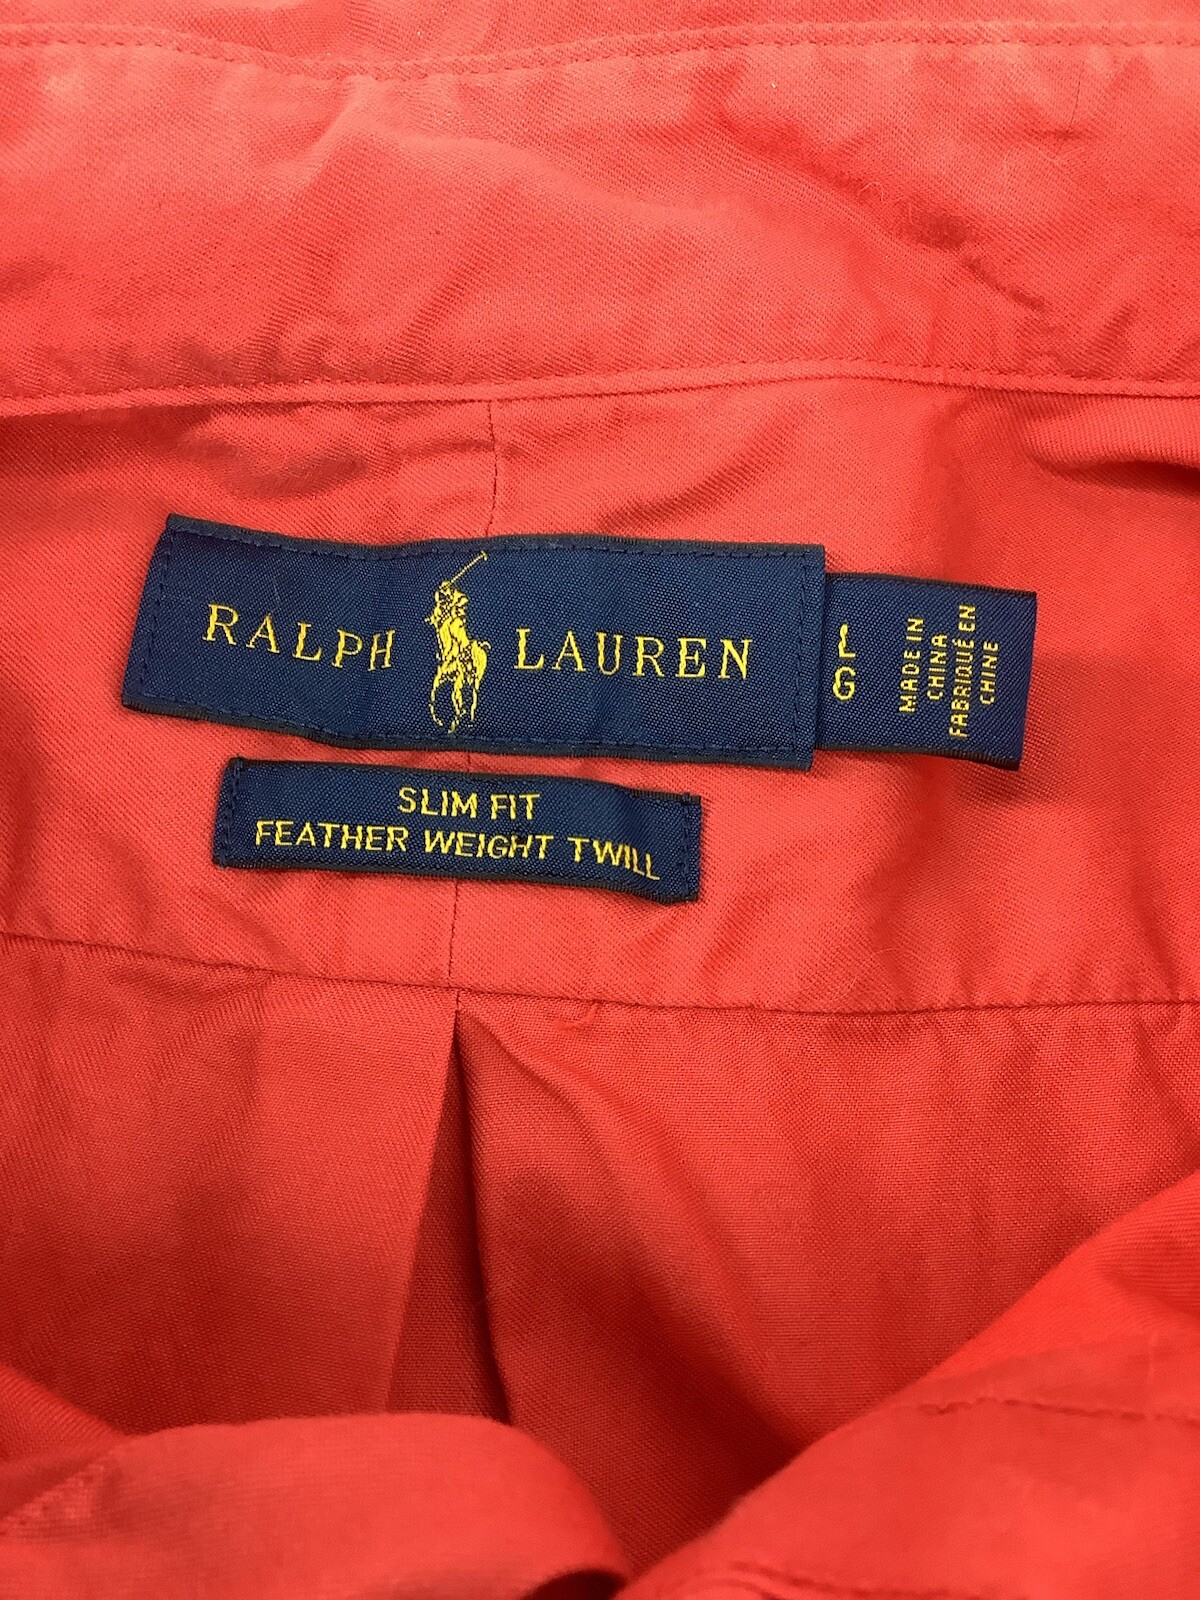 RALPH LAUREN
L
G
MADE IN
CHINA
FABRIQUÉ EN
CHINE
SLIM FIT
FEATHER WEIGHT TWILL